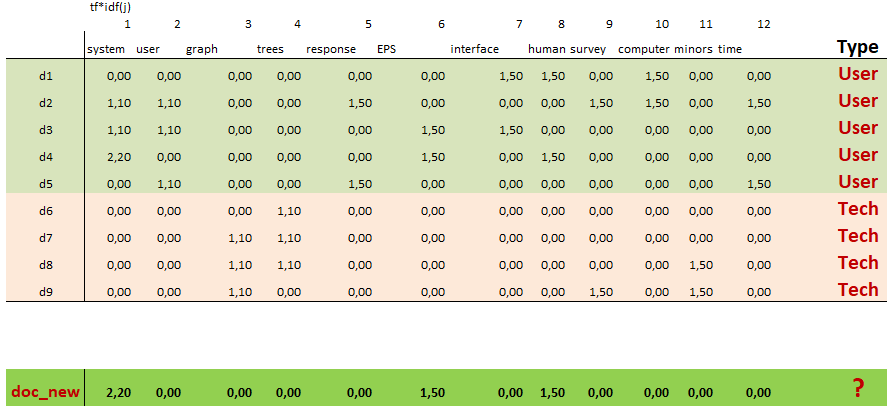 tf*idf(j)
1 2 3 4 5 6 7 8 9 10 11 12
system user graph trees response EPS interface human survey computer minors time Type
d1 0,00 0,00 0,00 0,00 0,00 0,00 1,50 1,50 0,00 1,50 0,00 0,00 User
d2 1,10 1,10 0,00 0,00 1,50 0,00 0,00 0,00 1,50 1,50 0,00 1,50 User
d3 1,10 1,10 0,00 0,00 0,00 1,50 1,50 0,00 0,00 0,00 0,00 0,00 User
d4 2,20 0,00 0,00 0,00 0,00 1,50 0,00 1,50 0,00 0,00 0,00 0,00 User
d5 0,00 1,10 0,00 0,00 1,50 0,00 0,00 0,00 0,00 0,00 0,00 1,50 User
d6 0,00 0,00 0,00 1,10 0,00 0,00 0,00 0,00 0,00 0,00 0,00 0,00 Tech
d7 0,00 0,00 1,10 1,10 0,00 0,00 0,00 0,00 0,00 0,00 0,00 0,00 Tech
d8 0,00 0,00 1,10 1,10 0,00 0,00 0,00 0,00 0,00 0,00 1,50 0,00 Tech
d9 0,00 0,00 1,10 0,00 0,00 0,00 0,00 0,00 1,50 0,00 1,50 0,00 Tech
doc_new 2,20 0,00 0,00 0,00 0,00 1,50 0,00 1,50 0,00 0,00 0,00 0,00 ?